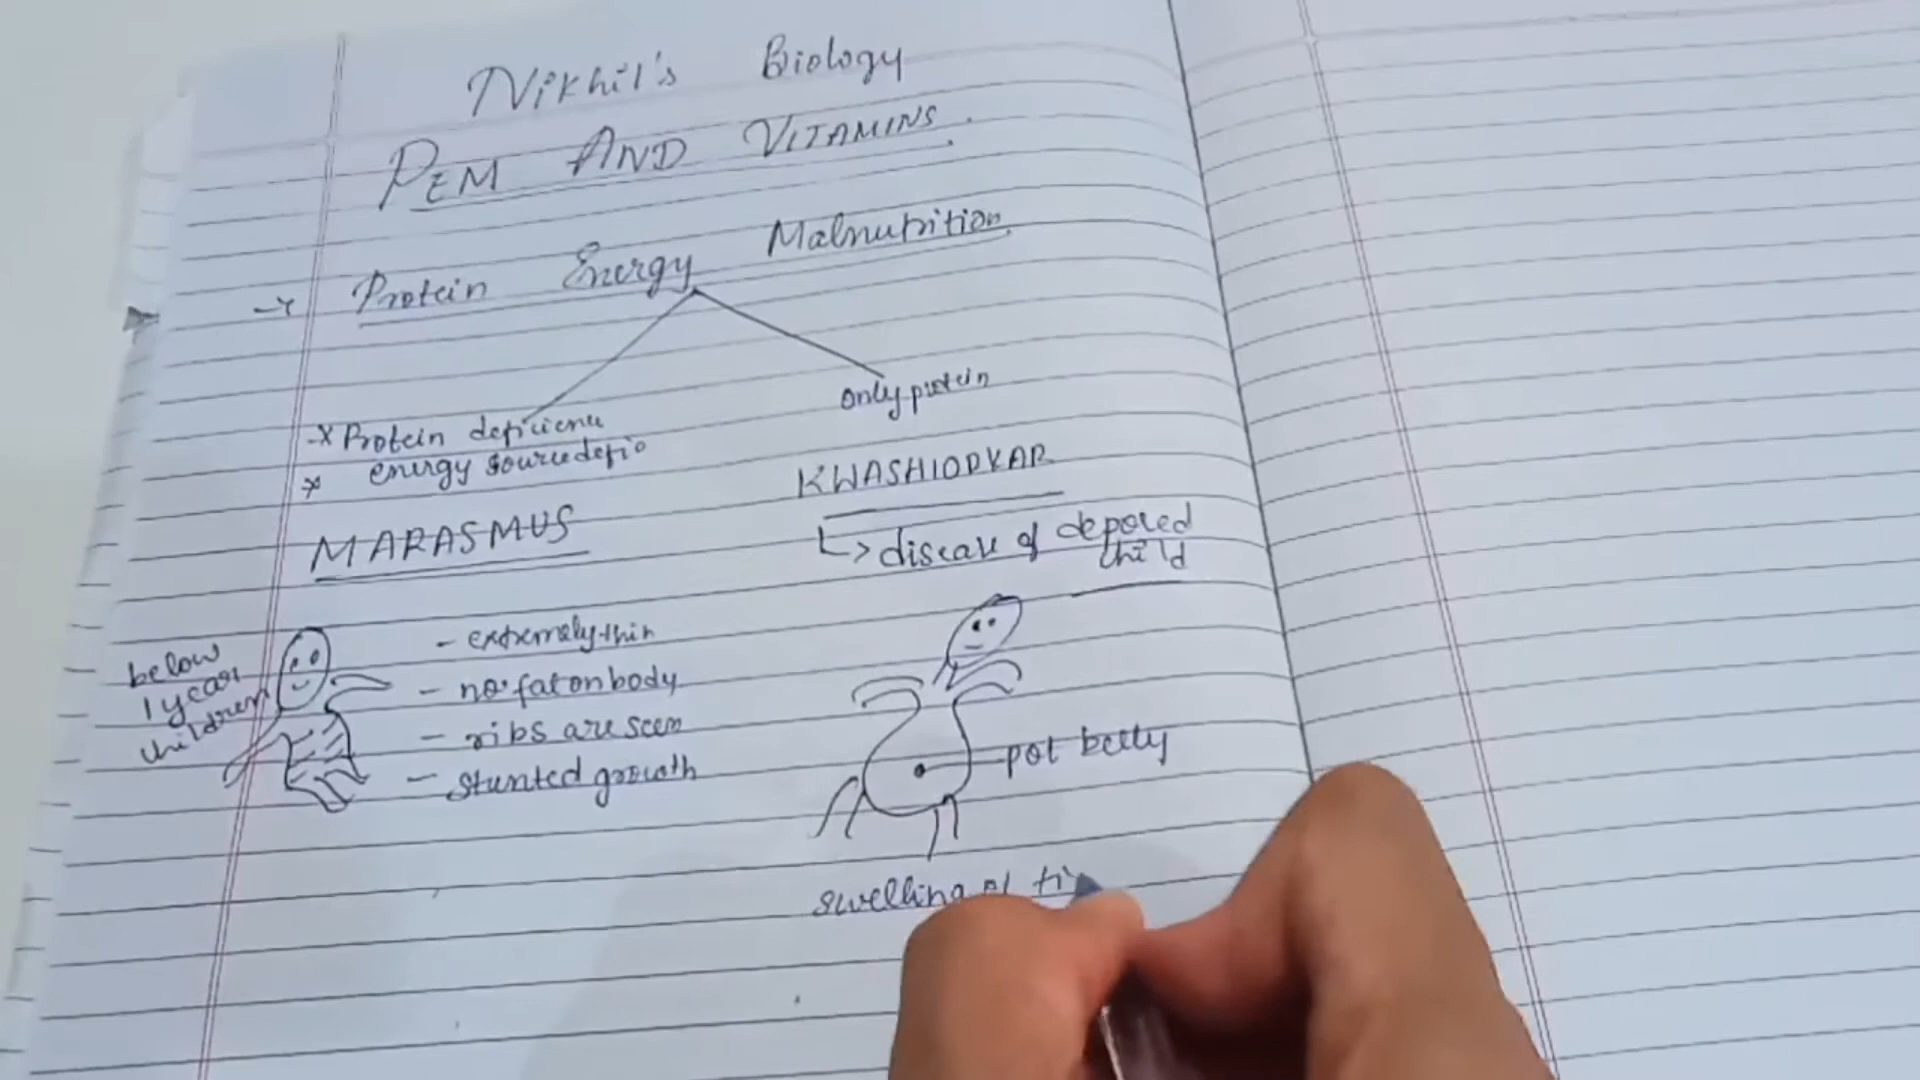 Nikhil's Biology
PEM AND VITAMINS.
Protein Energy Malnutrition
only protein
* Protein deficienc
* energy source defic
KWASHIORKAR
MARASMUS
disease of depored
child
below
1 year
children
- extremely thin
- no fat on body
- ribs are seen
- stunted growth
pot belly
swelling of